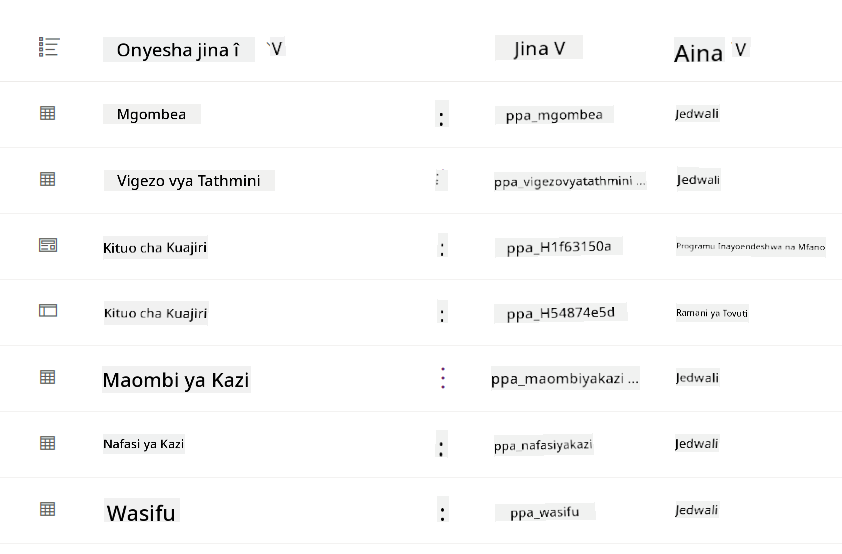 Onyesha jina î V Jina V Aina V
Mgombea : ppa_mgombea Jedwali
Vigezo vya Tathmini : ppa_vigezovyatathmini ... Jedwali
Kituo cha Kuajiri : ppa_H1f63150a Programu Inayoendeshwa na Mfano
Kituo cha Kuajiri : ppa_H54874e5d Ramani ya Tovuti
Maombi ya Kazi ⋮ ppa_maombiyakazi ... Jedwali
Nafasi ya Kazi : ppa_nafasiyakazi Jedwali
Wasifu : ppa_wasifu Jedwali